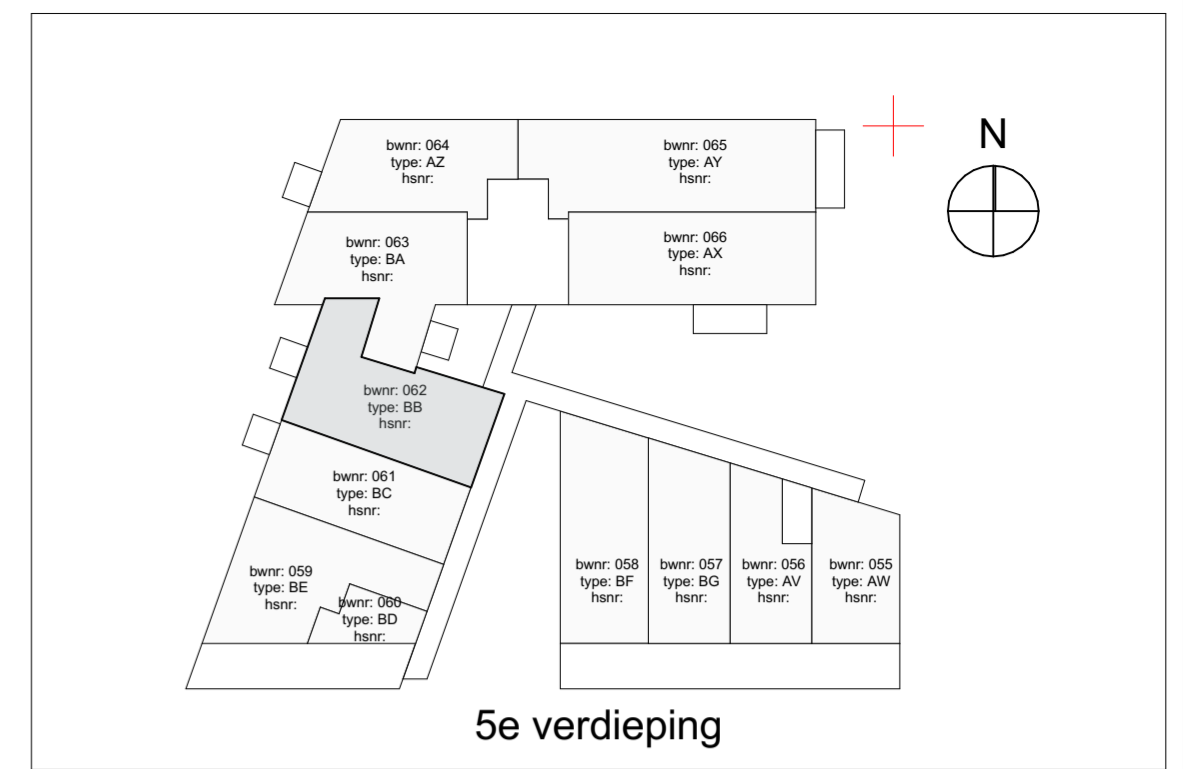 bwnr: 064
type: AZ
hsnr:
bwnr: 065
type: AY
hsnr:
N
bwnr: 063
type: BA
hsnr:
bwnr: 066
type: AX
hsnr:
bwnr: 062
type: BB
hsnr:
bwnr: 061
type: BC
hsnr:
bwnr: 059
type: BE
hsnr:
bwnr: 060
type: BD
hsnr:
bwnr: 058
type: BF
hsnr:
bwnr: 057
type: BG
hsnr:
bwnr: 056
type: AV
hsnr:
bwnr: 055
type: AW
hsnr:
5e verdieping